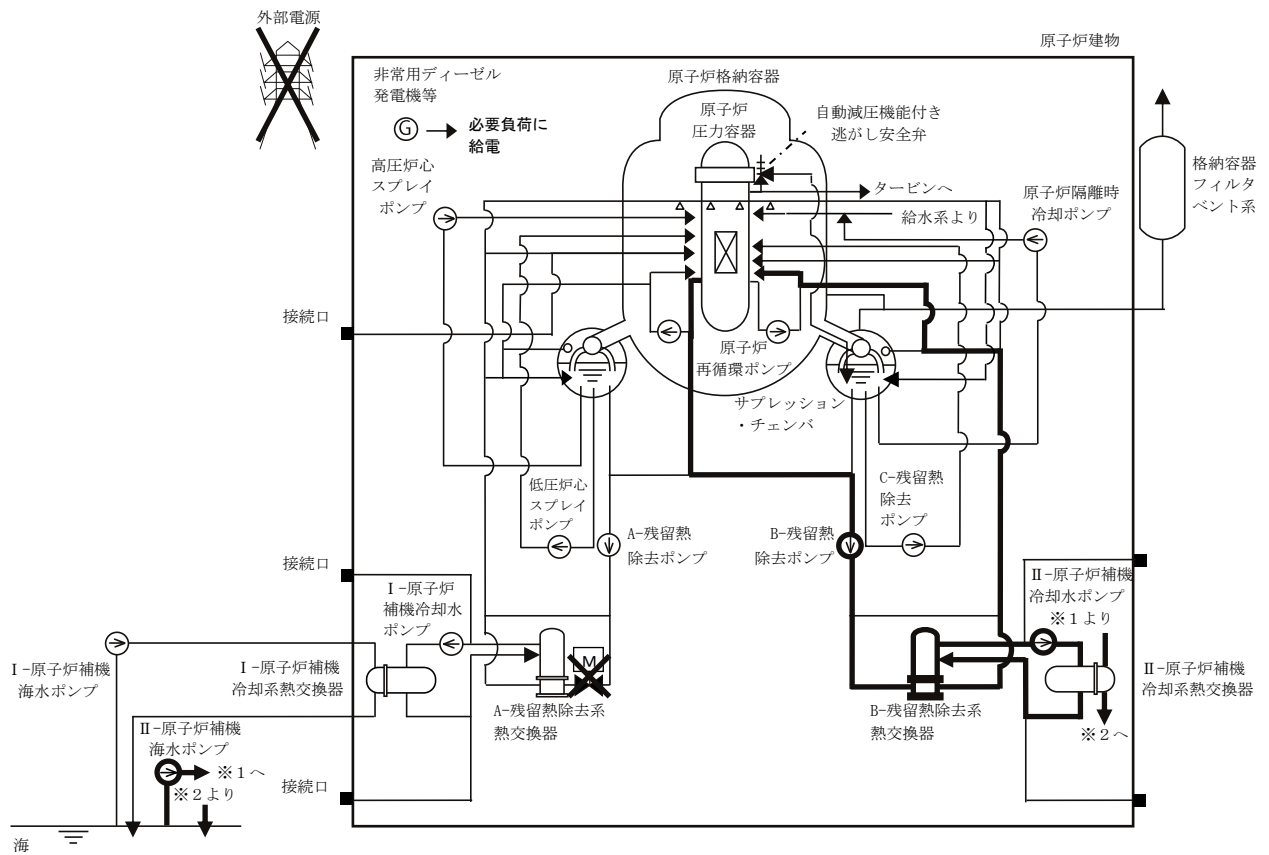 外部電源
原子炉建物
非常用ディーゼル
発電機等
G
必要負荷に
給電
原子炉格納容器
原子炉
圧力容器
自動減圧機能付き
逃がし安全弁
高圧炉心
スプレイ
ポンプ
タービンへ
給水系より
原子炉隔離時
冷却ポンプ
格納容器
フィルタ
ベント系
接続口
原子炉
再循環ポンプ
サプレッション
・チェンバ
低圧炉心
スプレイ
ポンプ
A-残留熱
除去ポンプ
B-残留熱
除去ポンプ
C-残留熱
除去
ポンプ
接続口
Ⅰ-原子炉
補機冷却水
ポンプ
Ⅱ-原子炉補機
冷却水ポンプ
※1より
Ⅰ-原子炉補機
海水ポンプ
Ⅰ-原子炉補機
冷却系熱交換器
M
Ⅱ-原子炉補機
冷却系熱交換器
A-残留熱除去系
熱交換器
B-残留熱除去系
熱交換器
※2へ
Ⅱ-原子炉補機
海水ポンプ
※1へ
※2より
接続口
海